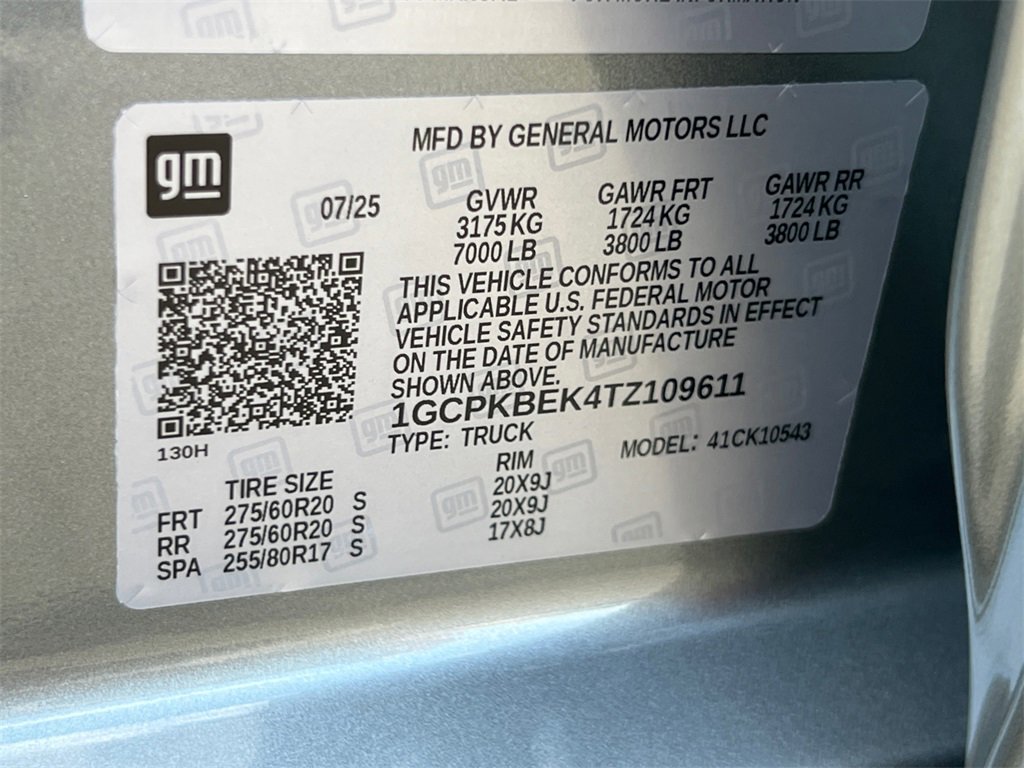 FOR MORE INFORMATION
gm
MFD BY GENERAL MOTORS LLC
07/25
GVWR
3175 KG
7000 LB
GAWR FRT
1724 KG
3800 LB
GAWR RR
1724 KG
3800 LB
THIS VEHICLE CONFORMS TO ALL
APPLICABLE U.S. FEDERAL MOTOR
VEHICLE SAFETY STANDARDS IN EFFECT
ON THE DATE OF MANUFACTURE
SHOWN ABOVE.
1GCPKBEK4TZ109611
TYPE: TRUCK
MODEL: 41CK10543
130H
TIRE SIZE
RIM
FRT 275/60R20 S 20X9J
RR 275/60R20 S 20X9J
SPA 255/80R17 S 17X8J